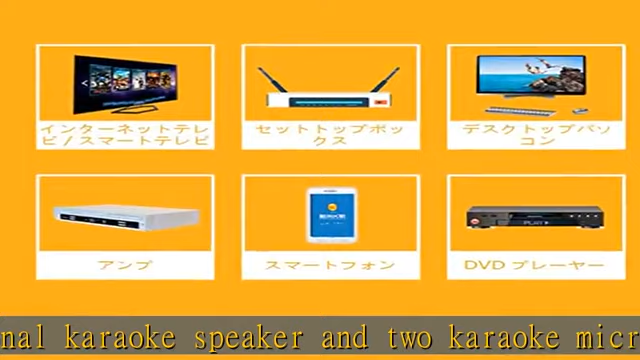 インターネットテレ
ビ/スマートテレビ
セットトップボッ
クス
デスクトップパソ
コン
アンプ
スマートフォン
PLAY
DVD プレーヤー
nal karaoke speaker and two karaoke micr